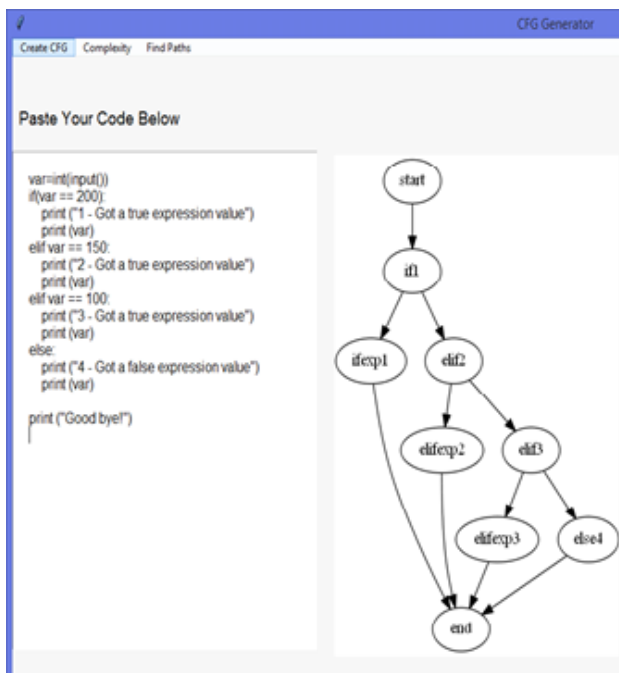 CFG Generator
Create CFG Complexity Find Paths
Paste Your Code Below
var=int(input())
if(var == 200):
    print ("1 - Got a true expression value")
    print (var)
elif var == 150:
    print ("2 - Got a true expression value")
    print (var)
elif var == 100:
    print ("3 - Got a true expression value")
    print (var)
else:
    print ("4 - Got a false expression value")
    print (var)
print ("Good bye!")
start
if1
ifexp1
elif2
elifexp2
elif3
elifexp3
else4
end